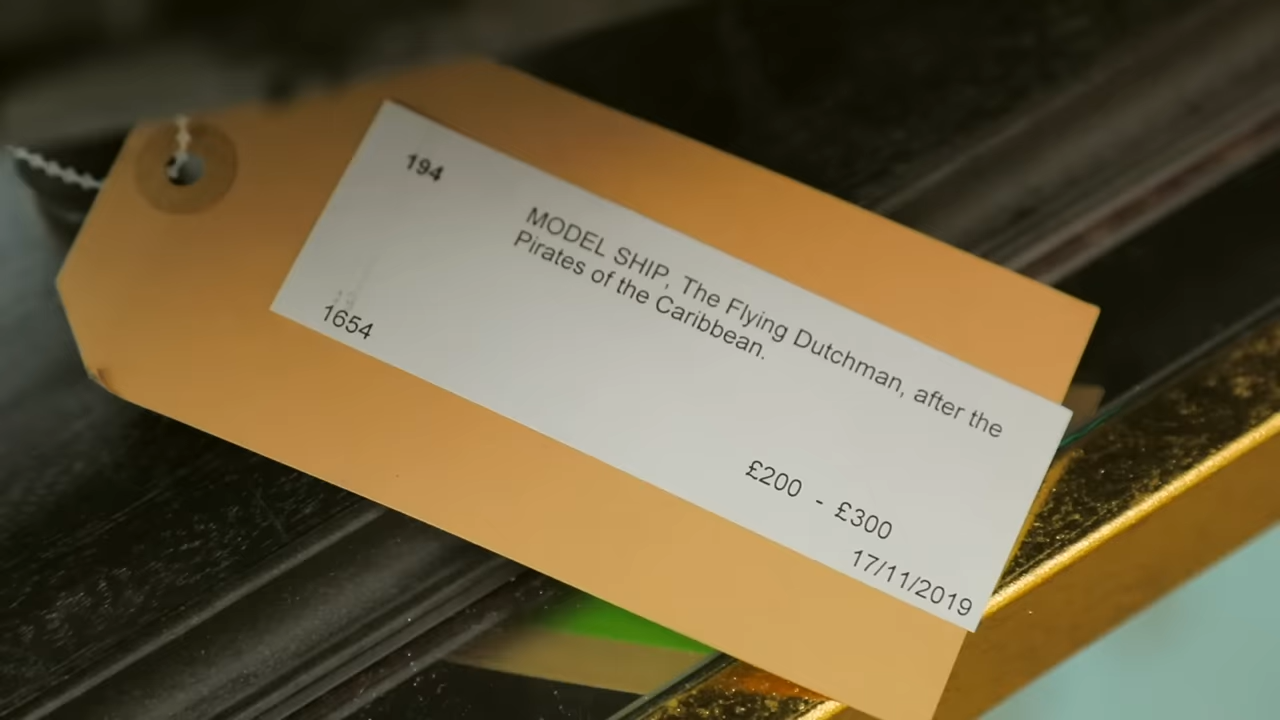 194
MODEL SHIP, The Flying Dutchman, after the
Pirates of the Caribbean.
1654
£200 - £300
17/11/2019